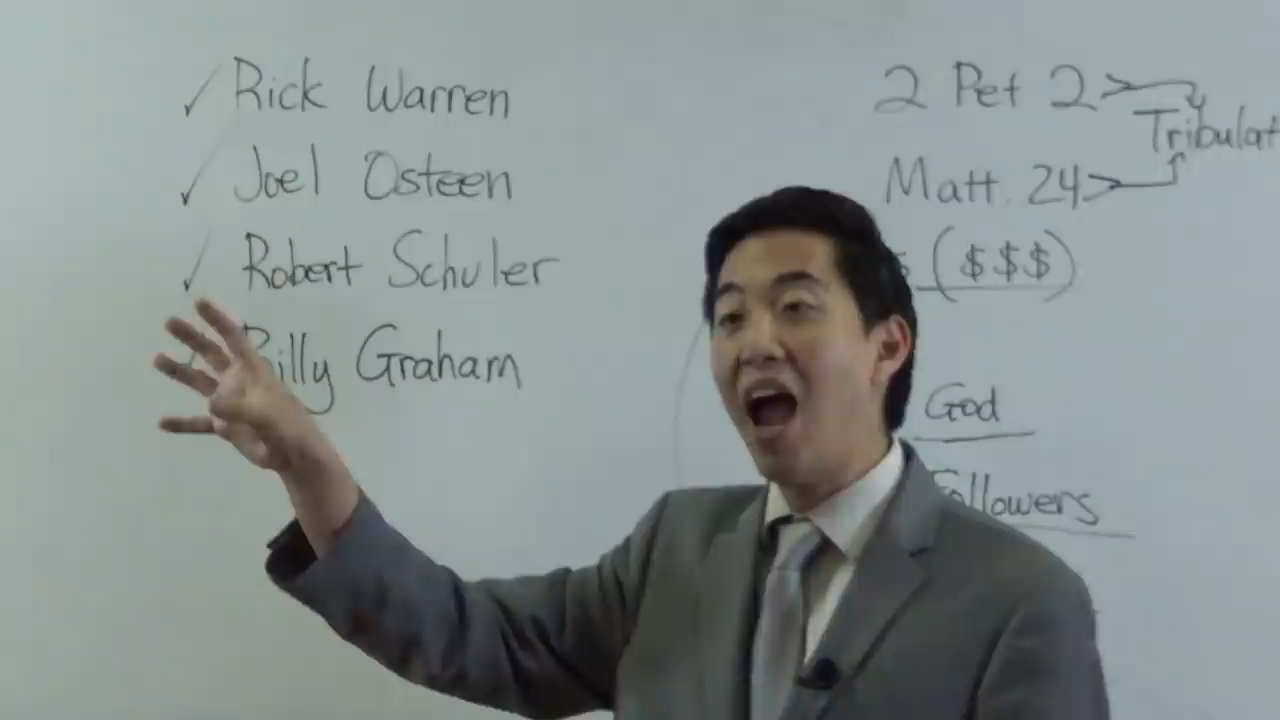 Rick Warren
Joel Osteen
Robert Schuler
Billy Graham
2 Pet 2
Tribulat
Matt. 24
($$$)
God
Followers